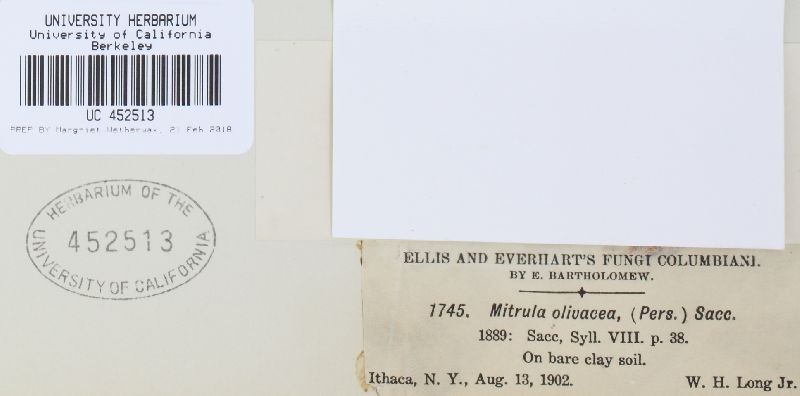 UNIVERSITY HERBARIUM
University of California
Berkeley
UC 452513
PREP BY Margriet Wetherwax, 21 Feb 2018
HERBARIUM OF THE
452513
UNIVERSITY OF CALIFORNIA
ELLIS AND EVERHART'S FUNGI COLUMBIANI.
BY E. BARTHOLOMEW.
1745. Mitrula olivacea, (Pers.) Sacc.
1889: Sacc, Syll. VIII. p. 38.
On bare clay soil.
Ithaca, N. Y., Aug. 13, 1902. W. H. Long Jr.